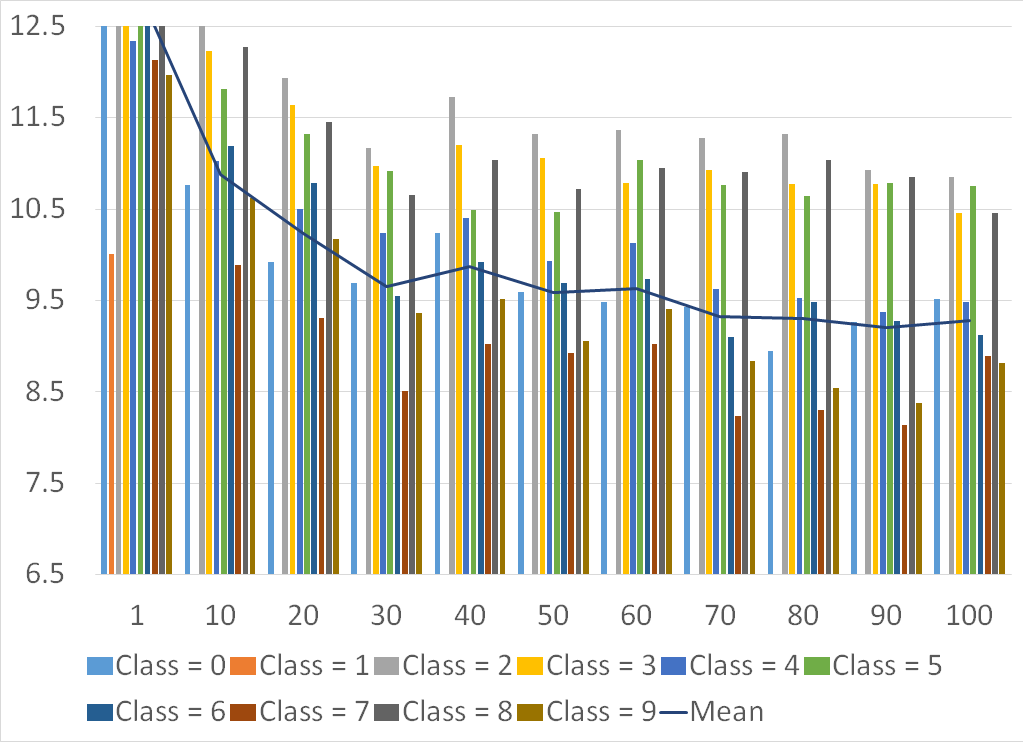 12.5
11.5
10.5
9.5
8.5
7.5
6.5
1 10 20 30 40 50 60 70 80 90 100
Class = 0 Class = 1 Class = 2 Class = 3 Class = 4 Class = 5
Class = 6 Class = 7 Class = 8 Class = 9 Mean